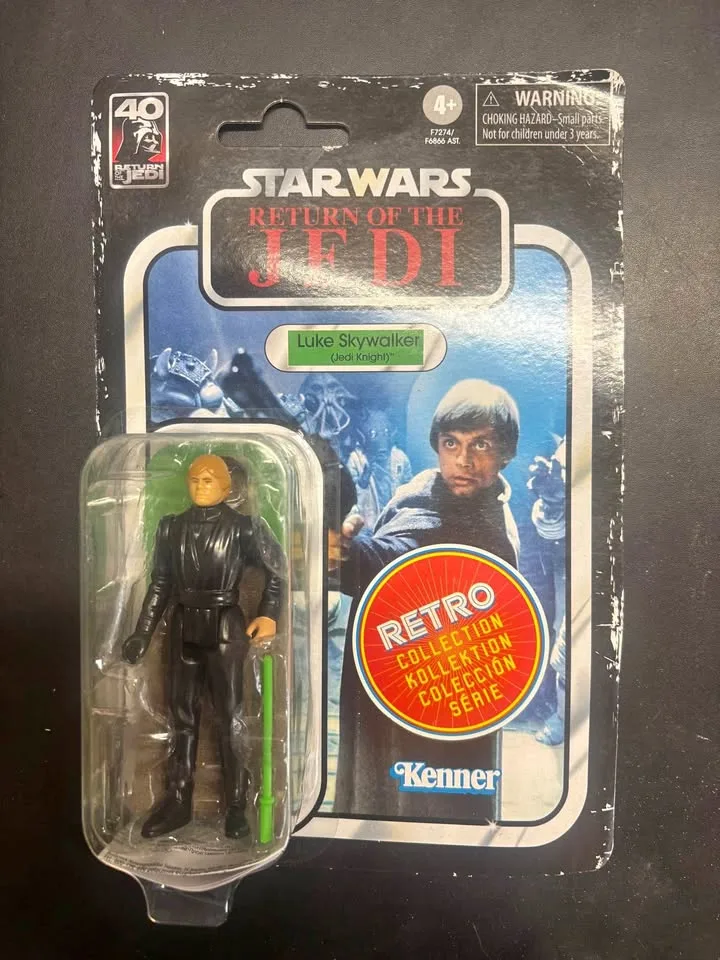 40
RETURN
OF THE
JEDI
4+
F7274/
F6866 AST.
WARNING:
CHOKING HAZARD–Small parts.
Not for children under 3 years.
STAR WARS
RETURN OF THE
JEDI
Luke Skywalker
(Jedi Knight)™
RETRO
COLLECTION
KOLLEKTION
COLECCIÓN
SÉRIE
Kenner